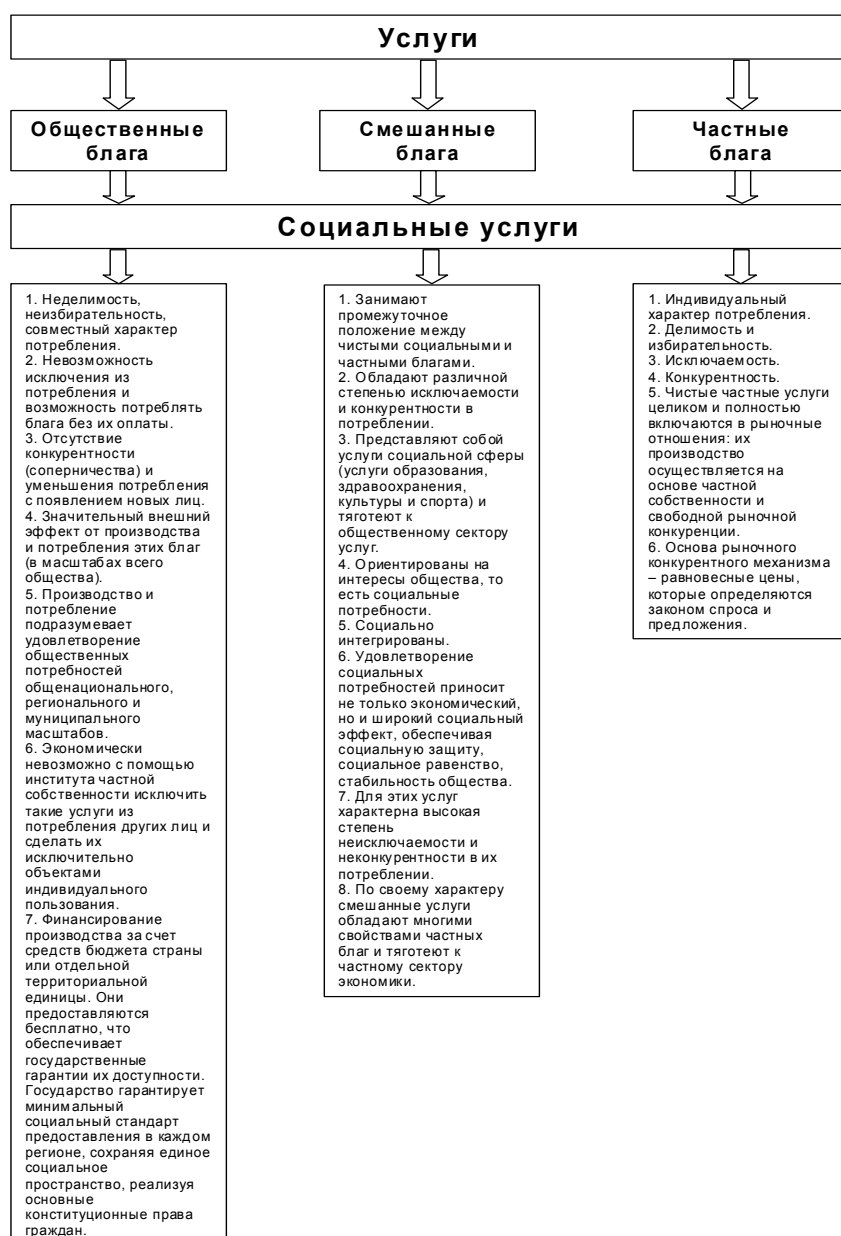 Услуги
Общественные
блага
Смешанные
блага
Частные
блага
Социальные услуги
1. Неделимость,
неизбирательность,
совместный характер
потребления.
2. Невозможность
исключения из
потребления и
возможность потреблять
блага без их оплаты.
3. Отсутствие
конкурентности
(соперничества) и
уменьшения потребления
с появлением новых лиц.
4. Значительный внешний
эффект от производства
и потребления этих благ
(в масштабах всего
общества).
5. Производство и
потребление
подразумевает
удовлетворение
общественных
потребностей
общенационального,
регионального и
муниципального
масштабов.
6. Экономически
невозможно с помощью
института частной
собственности исключить
такие услуги из
потребления других лиц и
сделать их
исключительно
объектами
индивидуального
пользования.
7. Финансирование
производства за счет
средств бюджета страны
или отдельной
территориальной
единицы. Они
предоставляются
бесплатно, что
обеспечивает
государственные
гарантии их доступности.
Государство гарантирует
минимальный
социальный стандарт
предоставления в каждом
регионе, сохраняя единое
социальное
пространство, реализуя
основные
конституционные права
граждан.
1. Занимают
промежуточное
положение между
чистыми социальными и
частными благами.
2. Обладают различной
степенью исключаемости
и конкурентности в
потреблении.
3. Представляют собой
услуги социальной сферы
(услуги образования,
здравоохранения,
культуры и спорта) и
тяготеют к
общественному сектору
услуг.
4. Ориентированы на
интересы общества, то
есть социальные
потребности.
5. Социально
интегрированы.
6. Удовлетворение
социальных
потребностей приносит
не только экономический,
но и широкий социальный
эффект, обеспечивая
социальную защиту,
социальное равенство,
стабильность общества.
7. Для этих услуг
характерна высокая
степень
неисключаемости и
неконкурентности в их
потреблении.
8. По своему характеру
смешанные услуги
обладают многими
свойствами частных
благ и тяготеют к
частному сектору
экономики.
1. Индивидуальный
характер потребления.
2. Делимость и
избирательность.
3. Исключаемость.
4. Конкурентность.
5. Чистые частные услуги
целиком и полностью
включаются в рыночные
отношения: их
производство
осуществляется на
основе частной
собственности и
свободной рыночной
конкуренции.
6. Основа рыночного
конкурентного механизма
– равновесные цены,
которые определяются
законом спроса и
предложения.